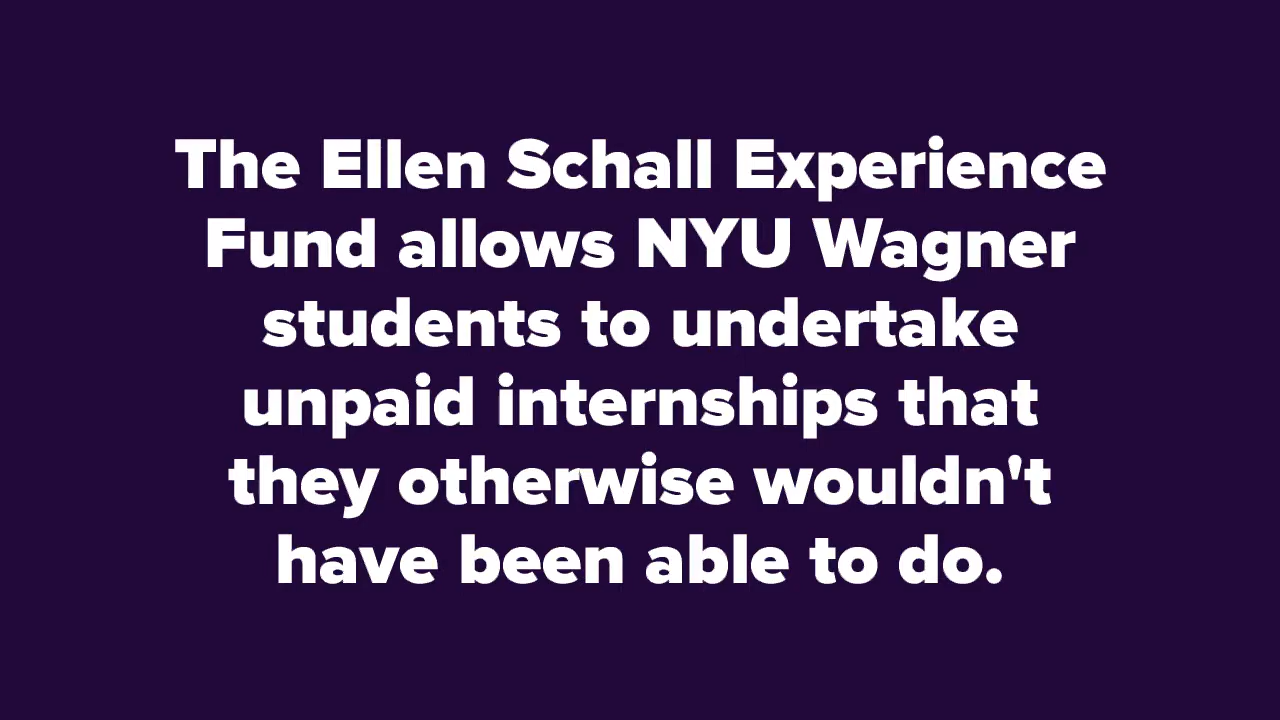 The Ellen Schall Experience
Fund allows NYU Wagner
students to undertake
unpaid internships that
they otherwise wouldn't
have been able to do.